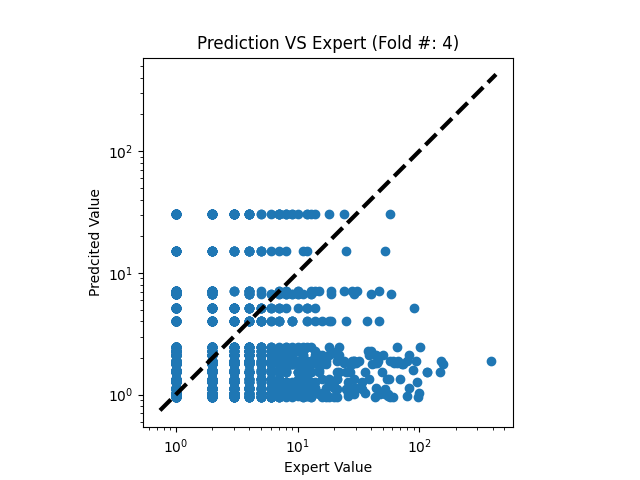 Prediction VS Expert (Fold #: 4)
Predcited Value
10²
10¹
10⁰
10⁰ 10¹ 10²
Expert Value